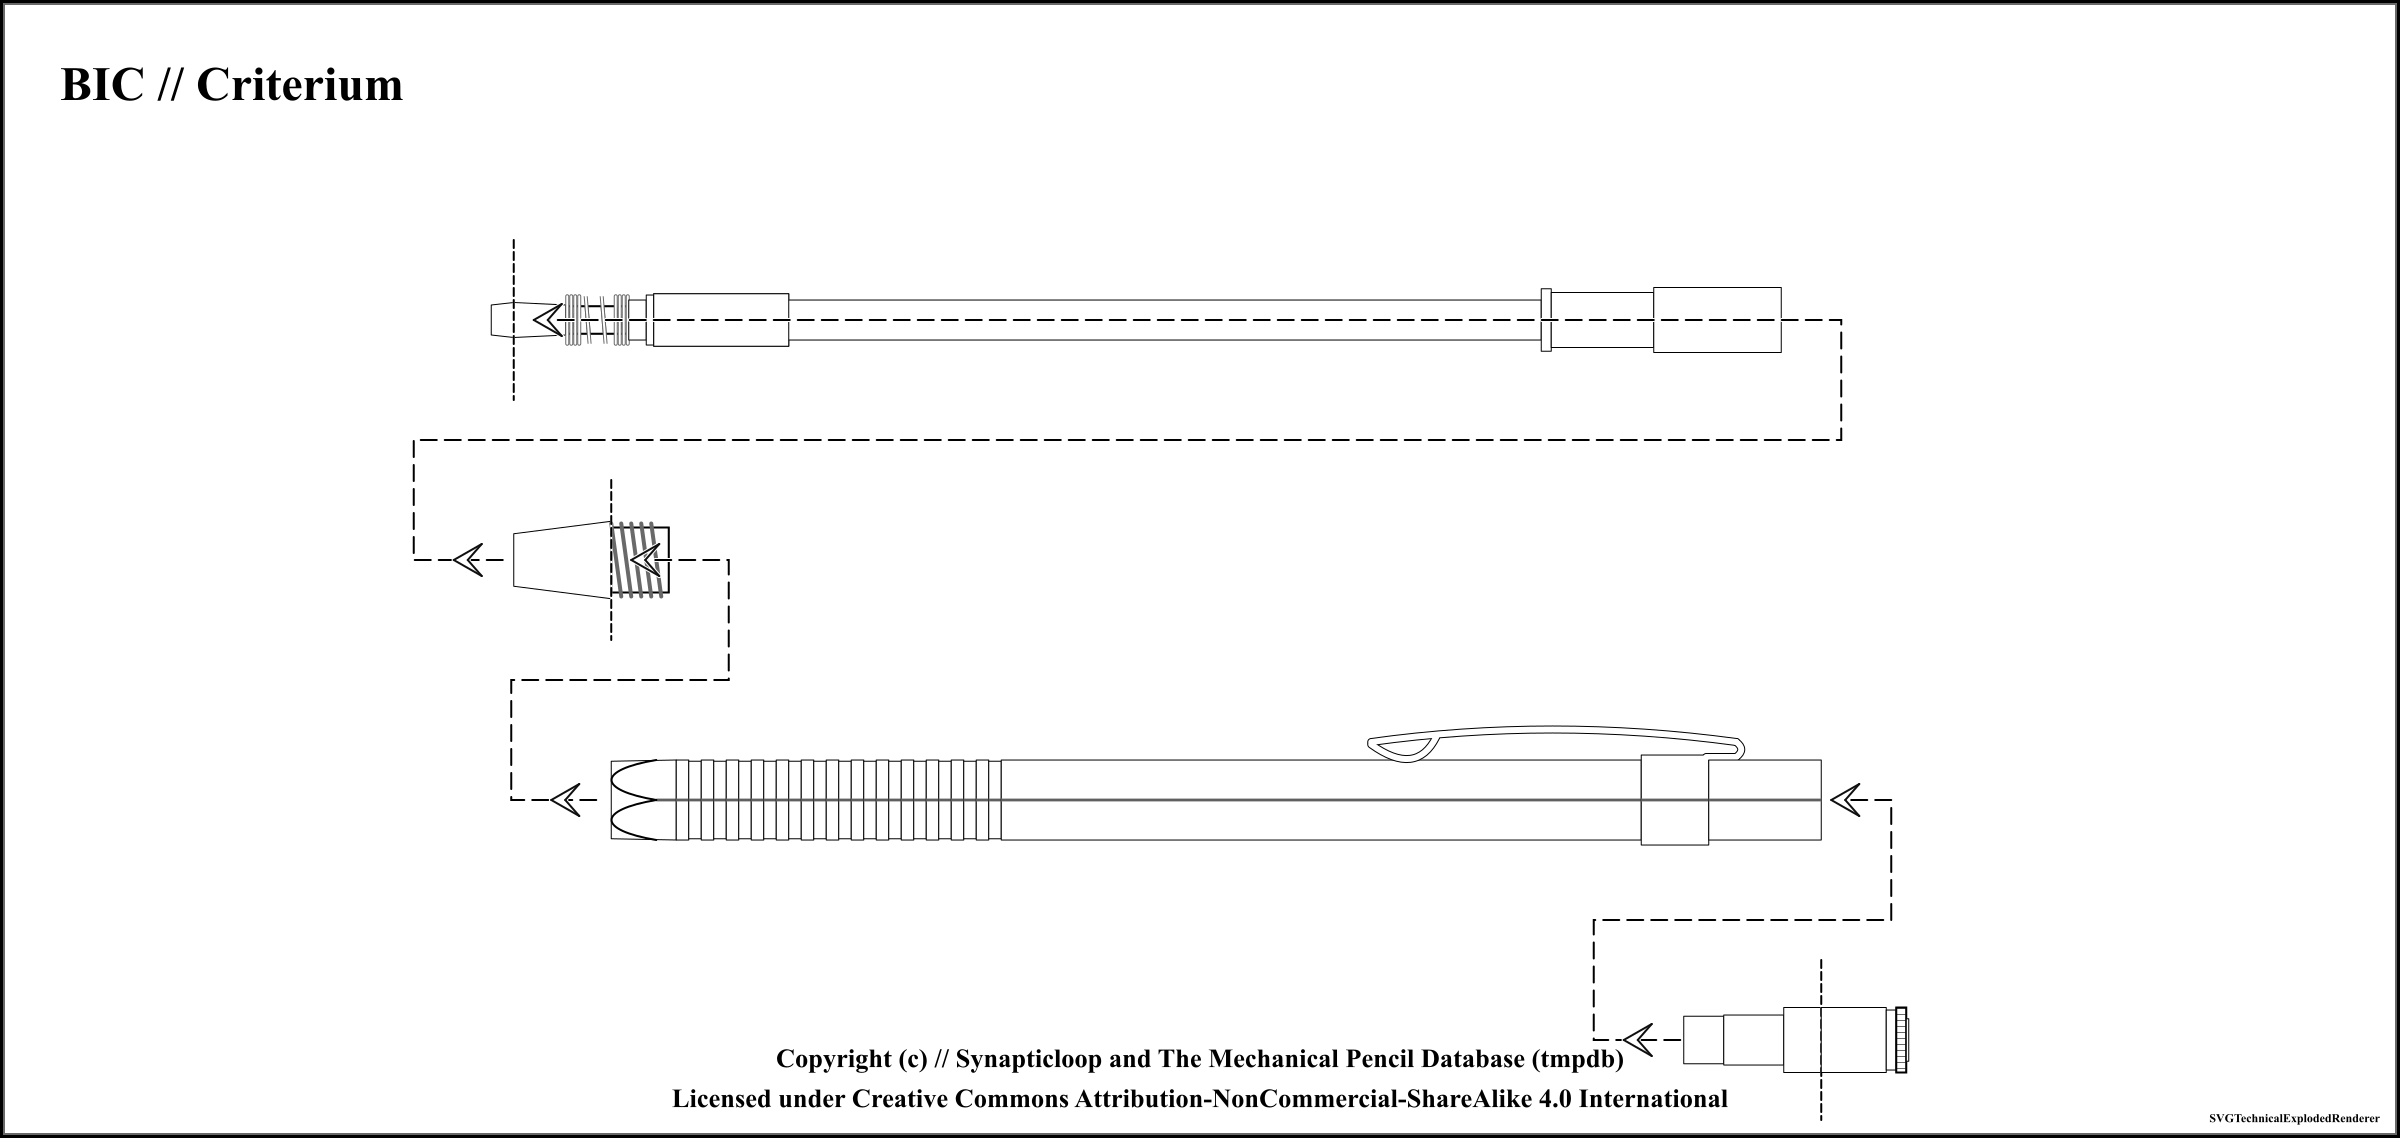 BIC // Criterium
Copyright (c) // Synapticloop and The Mechanical Pencil Database (tmpdb)
Licensed under Creative Commons Attribution-NonCommercial-ShareAlike 4.0 International
SVGTechnicalExplodedRenderer